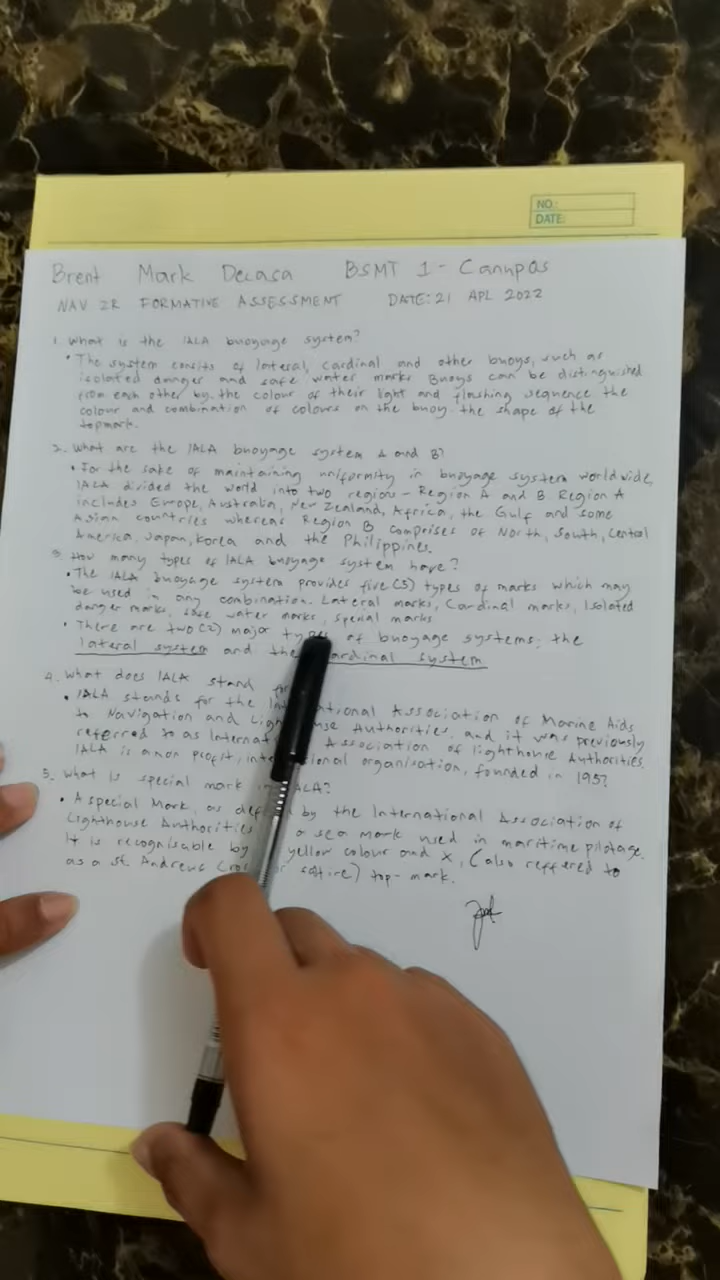 NO.:
DATE:
Brent Mark Decasa BSMT 1 - Canupas
NAV 2R FORMATIVE ASSESSMENT DATE: 21 APL 2022
1. What is the IALA buoyage system?
• The system consits of lateral, cardinal and other buoys, such as
isolated danger and safe water marks Buoys can be distinguished
from each other by the colour of their light and flashing sequence the
colour and combination of colours on the buoy the shape of the
topmark.
2. What are the IALA buoyage system A and B?
• For the sake of maintaining uniformity in buoyage system worldwide,
IALA divided the world into two regions - Region A and B Region A
includes Europe, Australia, New Zealand, Africa, the Gulf and some
Asian countries whereas Region B comprises of North, South, Central
America, Japan, Korea and the Philippines.
3. How many types of IALA buoyage system have?
• The IALA buoyage system provides five (5) types of marks which may
be used in any combination. Lateral marks, Cardinal marks, Isolated
danger marks, safe water marks, special marks
• There are two (2) major types of buoyage systems; the
lateral system and the cardinal system.
4. What does IALA stand
• IALA stands for the Association of Marine Aids
to Navigation and Authorities. and it was previously
referred to as Association of lighthouse Authorities.
IALA is a non profit, organisation, founded in 1957
5. What is special mark IALA?
• A special Mark, as by the International Association of
Lighthouse Authorities a sea mark used in maritime pilotage.
It is recognisable by yellow colour and X, (also reffered to
as a St. Andrews saltire) top-mark.